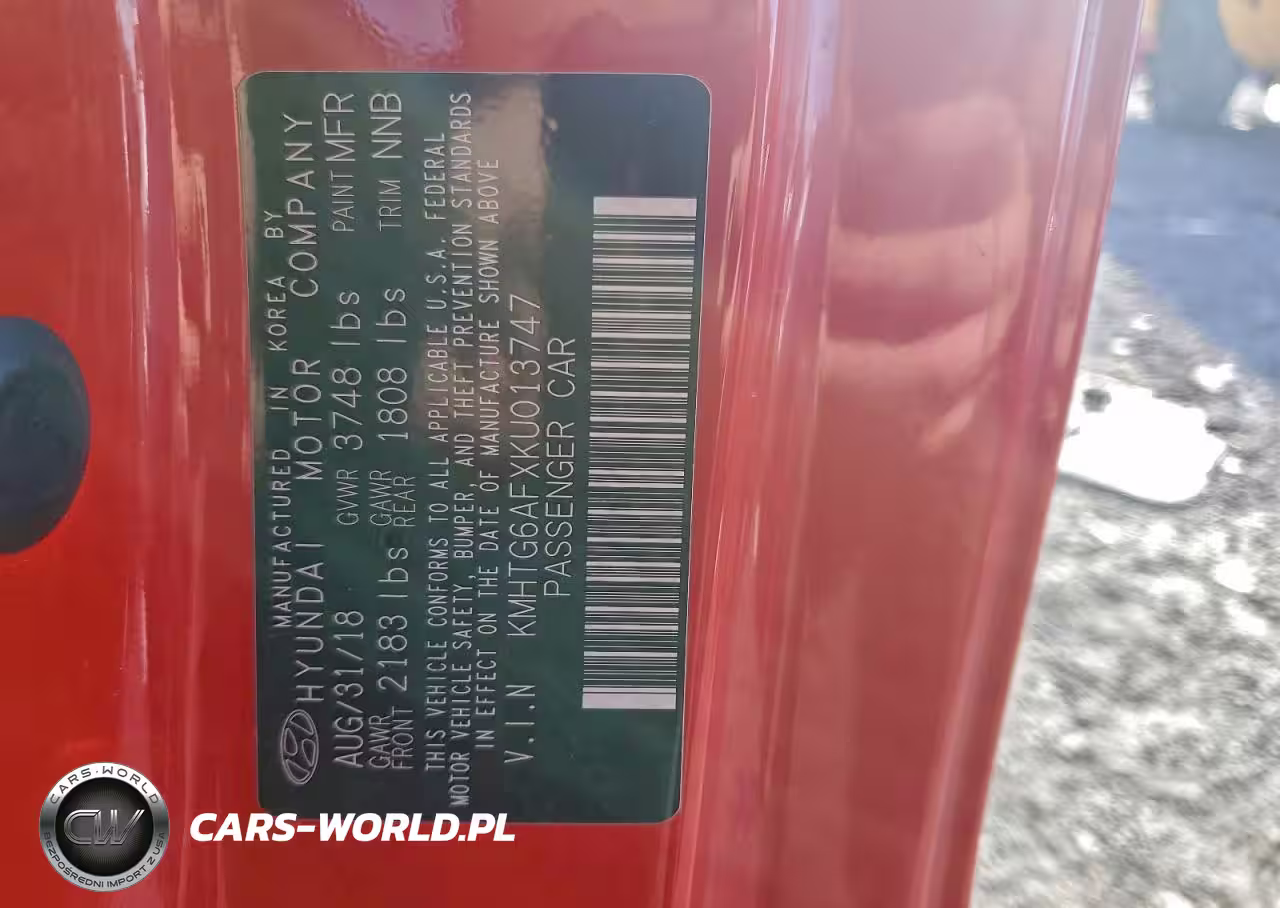 MANUFACTURED IN KOREA BY
HYUNDAI MOTOR COMPANY
AUG/31/18 GVWR 3748 lbs PAINT MFR
GAWR FRONT 2183 lbs GAWR REAR 1808 lbs TRIM NNB
THIS VEHICLE CONFORMS TO ALL APPLICABLE U.S.A. FEDERAL
MOTOR VEHICLE SAFETY, BUMPER, AND THEFT PREVENTION STANDARDS
IN EFFECT ON THE DATE OF MANUFACTURE SHOWN ABOVE
V.I.N KMHTG6AFXKU013747
PASSENGER CAR
CARS-WORLD
CW
BEZPOŚREDNI IMPORT Z USA
CARS-WORLD.PL